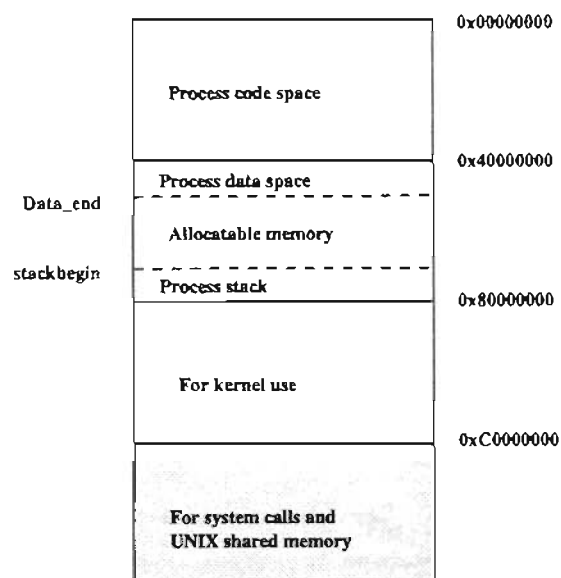 0x00000000
Process code space
0x40000000
Process data space
Data_end
Allocatable memory
stackbegin
Process stack
0x80000000
For kernel use
0xC0000000
For system calls and
UNIX shared memory